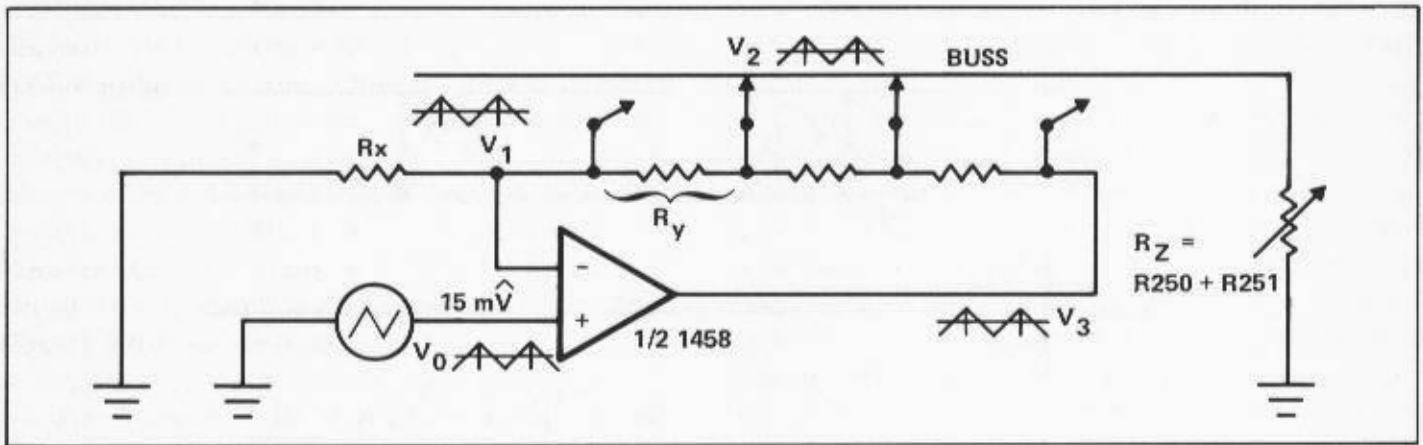 V2
BUSS
V1
Rx
Ry
RZ =
R250 + R251
15 mV̂
−
+
V0
1/2 1458
V3